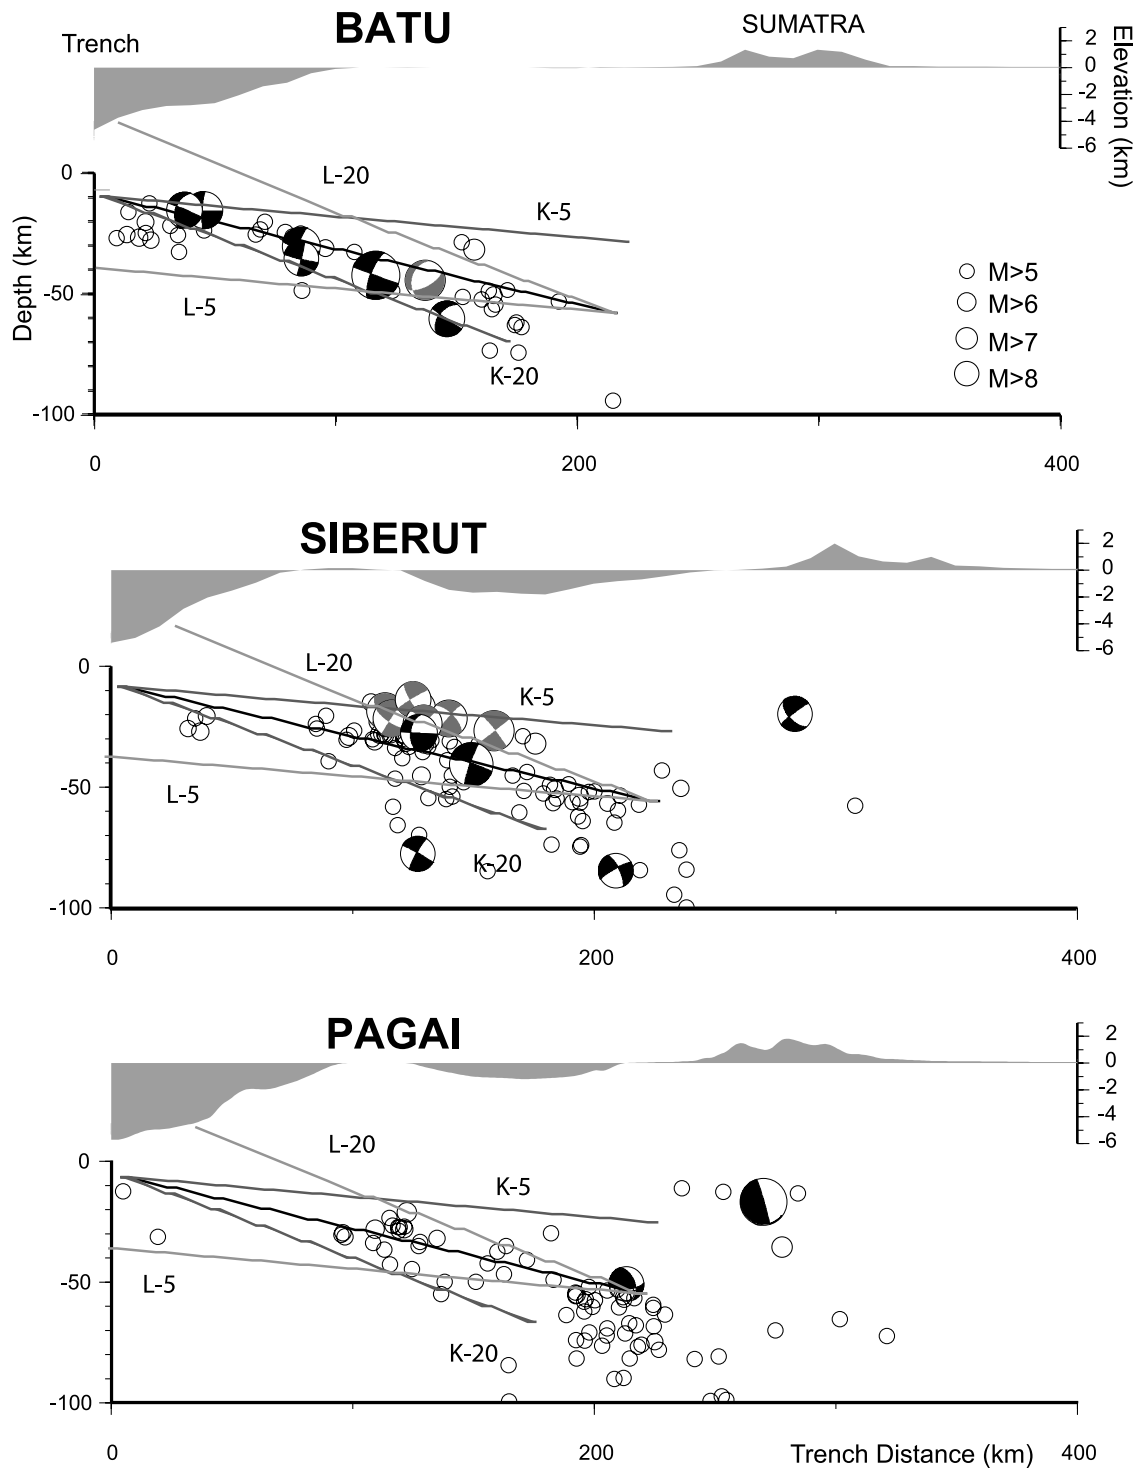 BATU
Trench
SUMATRA
2
0
-2
-4
-6
Elevation (km)
0
-50
-100
Depth (km)
L-20
K-5
L-5
K-20
M>5
M>6
M>7
M>8
0
200
400
SIBERUT
2
0
-2
-4
-6
0
-50
-100
L-20
K-5
L-5
K-20
0
200
400
PAGAI
2
0
-2
-4
-6
0
-50
-100
L-20
K-5
L-5
K-20
0
200
Trench Distance (km)
400